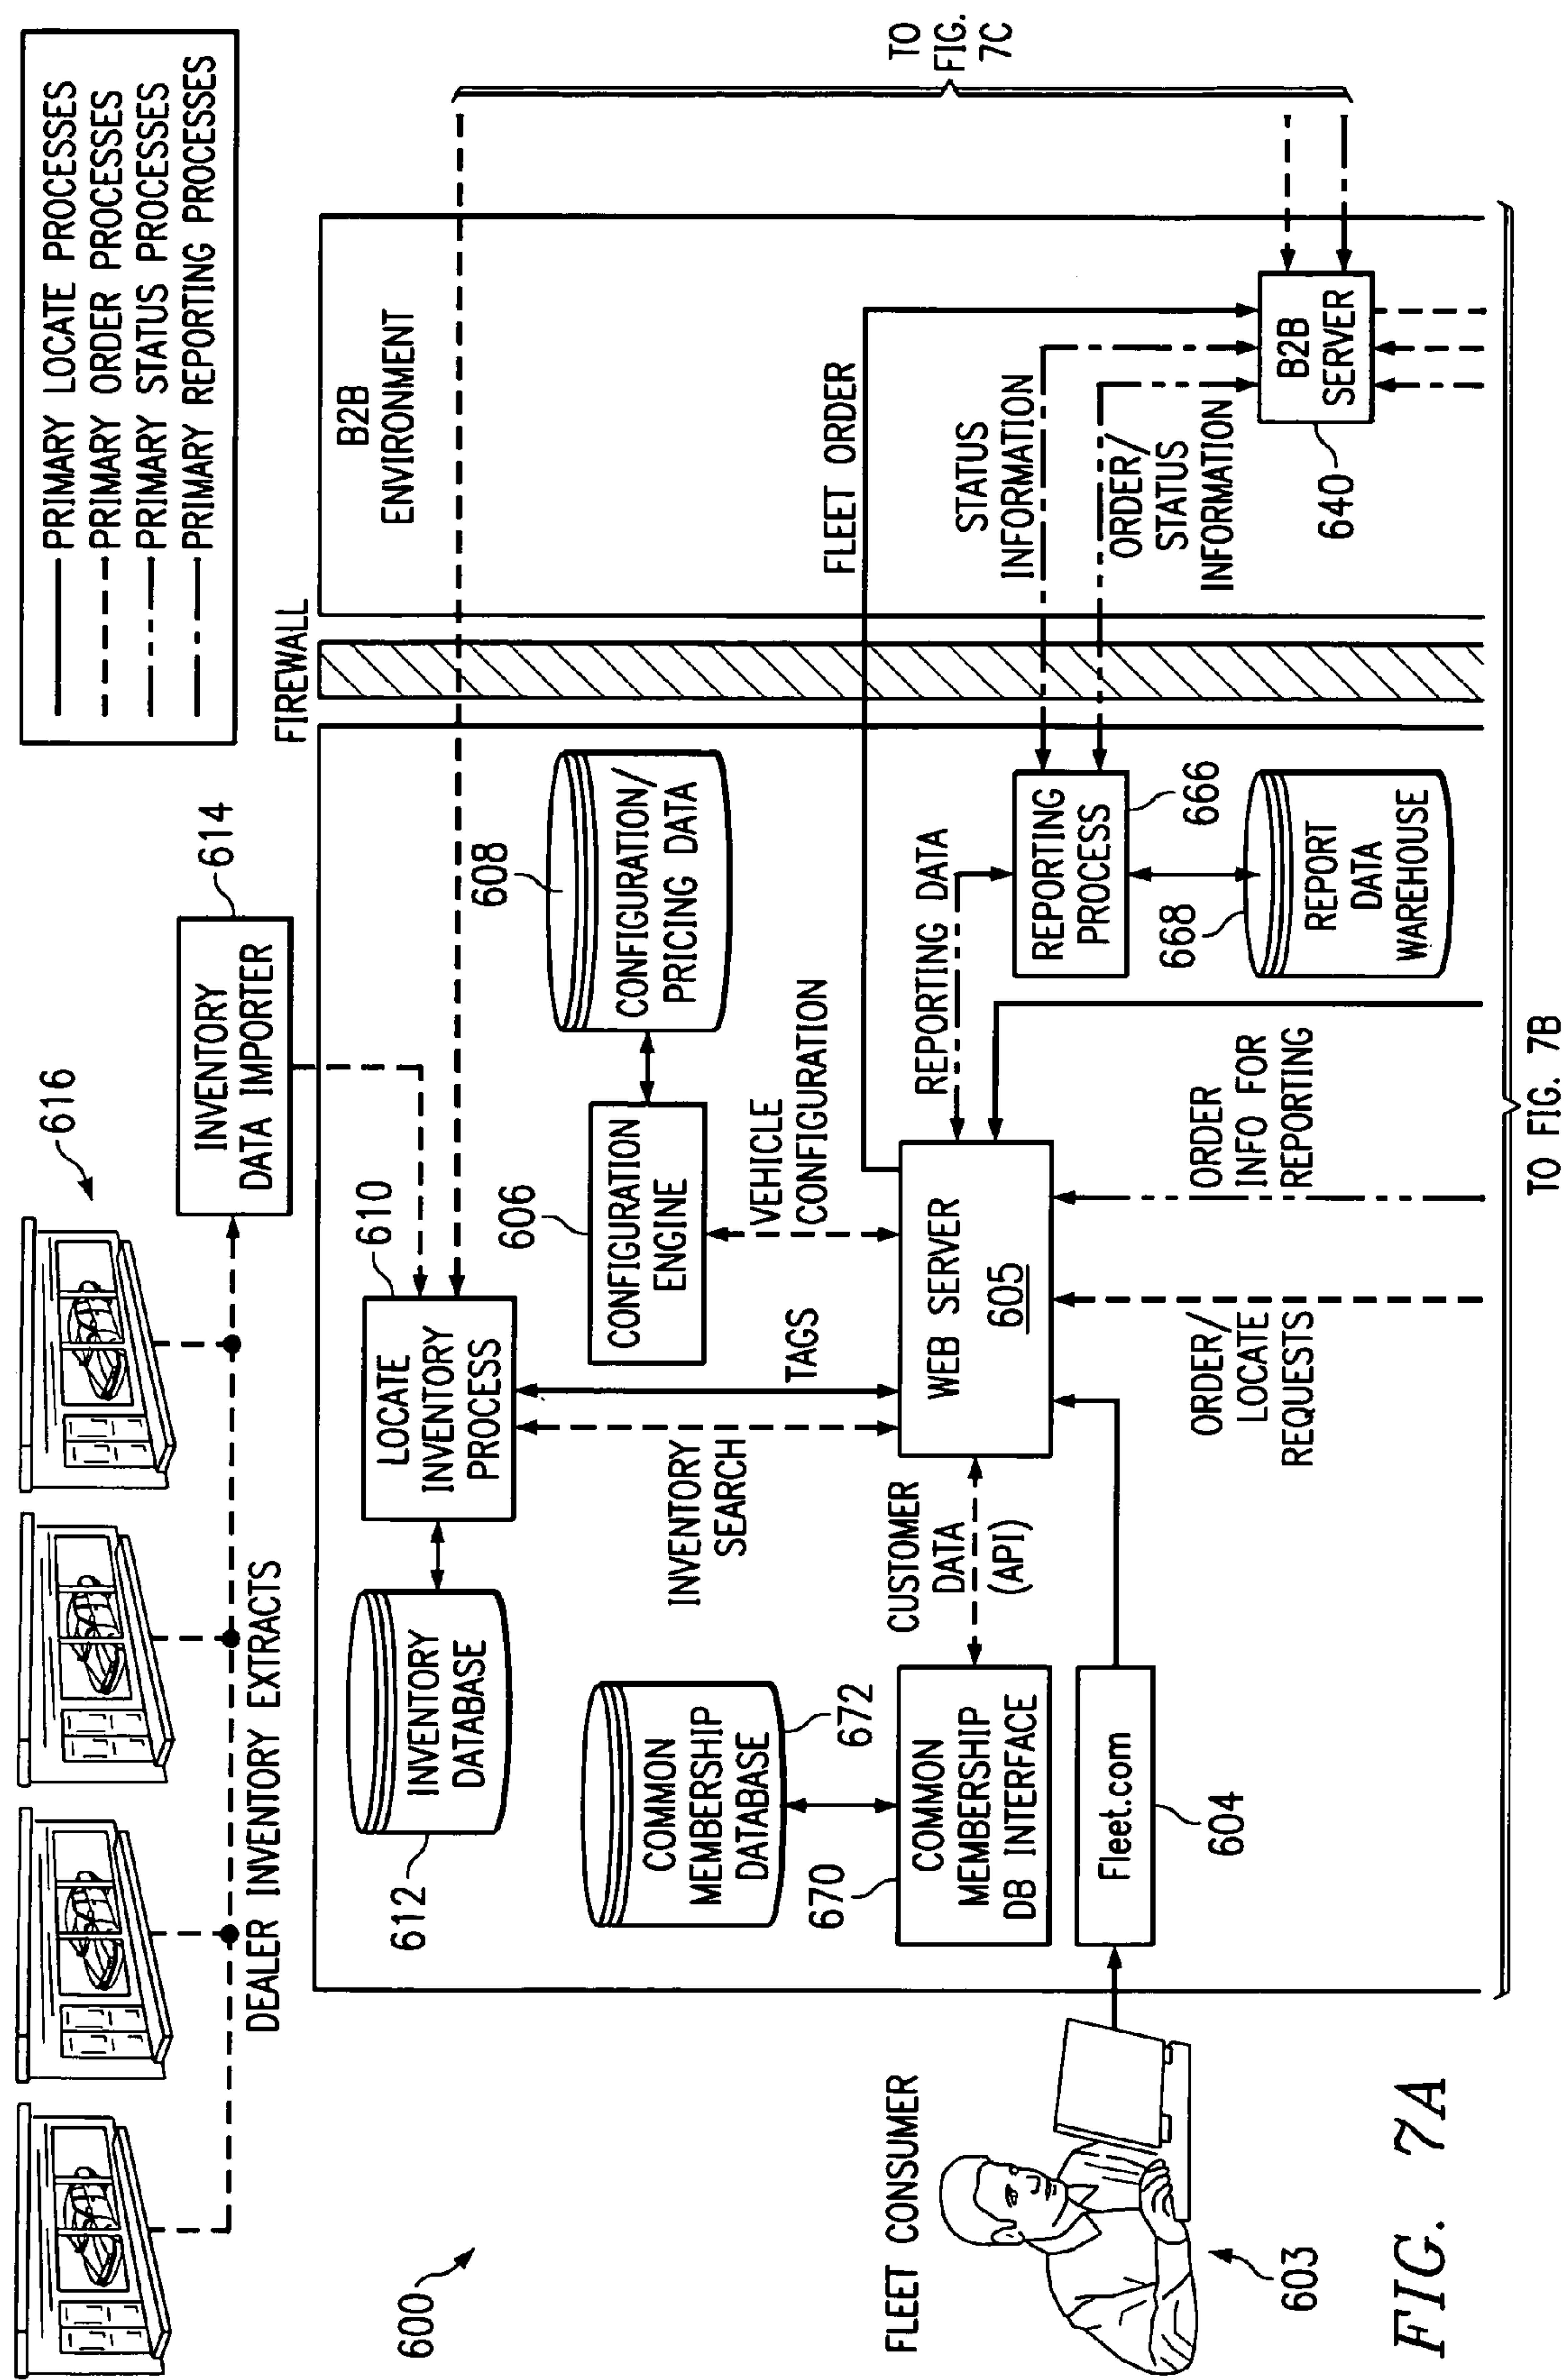 616
DEALER INVENTORY EXTRACTS
INVENTORY
DATA IMPORTER
614
PRIMARY LOCATE PROCESSES
PRIMARY ORDER PROCESSES
PRIMARY STATUS PROCESSES
PRIMARY REPORTING PROCESSES
FIREWALL
600
612
INVENTORY
DATABASE
LOCATE
INVENTORY
PROCESS
610
B2B
ENVIRONMENT
606
CONFIGURATION
ENGINE
608
CONFIGURATION/
PRICING DATA
COMMON
MEMBERSHIP
DATABASE
672
INVENTORY
SEARCH
TAGS
VEHICLE
CONFIGURATION
670
COMMON
MEMBERSHIP
DB INTERFACE
CUSTOMER
DATA
(API)
WEB SERVER
605
REPORTING DATA
REPORTING
PROCESS
666
668
REPORT
DATA
WAREHOUSE
FLEET ORDER
STATUS
INFORMATION
ORDER/
STATUS
INFORMATION
B2B
SERVER
640
TO
FIG.
7C
FLEET CONSUMER
603
Fleet.com
604
ORDER/
LOCATE
REQUESTS
ORDER
INFO FOR
REPORTING
TO FIG. 7B
FIG. 7A